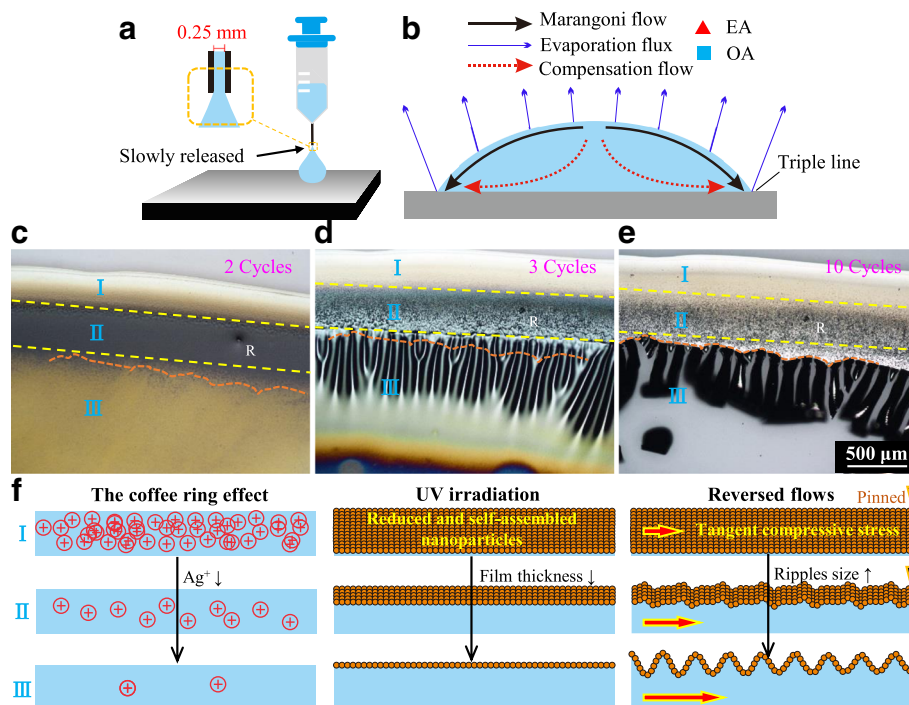 a
0.25 mm
Slowly released
b
Marangoni flow
Evaporation flux
Compensation flow
EA
OA
Triple line
c
2 Cycles
I
II
R
III
d
3 Cycles
I
II
R
III
e
10 Cycles
I
II
R
III
500 μm
f
The coffee ring effect
UV irradiation
Reversed flows
Pinned
I
Reduced and self-assembled
nanoparticles
Tangent compressive stress
Ag⁺ ↓
Film thickness ↓
Ripples size ↑
II
III